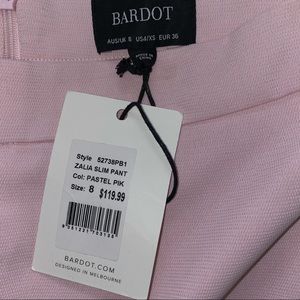 BARDOT
AUS/UK 8 US4/XS EUR 36
Style 52738PB1
ZALIA SLIM PANT
Col: PASTEL PIK
Size: 8 $119.99
BARDOT.COM
DESIGNED IN MELBOURNE